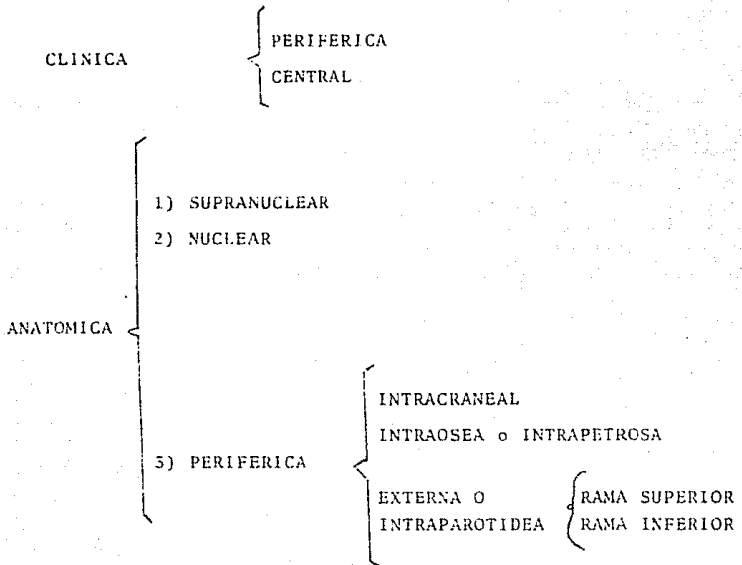 PERIFERICA
CLINICA
CENTRAL
1) SUPRANUCLEAR
2) NUCLEAR
ANATOMICA
INTRACRANEAL
INTRAOSEA o INTRAPETROSA
3) PERIFERICA
EXTERNA O RAMA SUPERIOR
INTRAPAROTIDEA RAMA INFERIOR